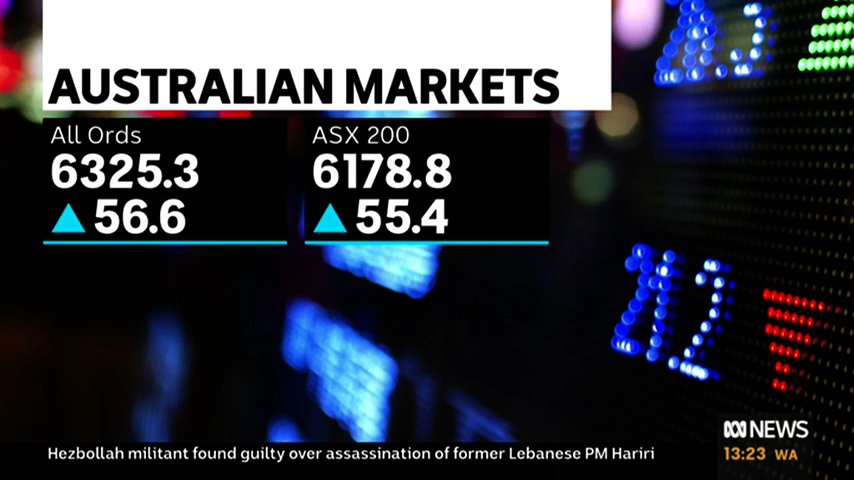 AUSTRALIAN MARKETS
All Ords
6325.3
▲ 56.6
ASX 200
6178.8
▲ 55.4
212
NEWS
13:23 WA
Hezbollah militant found guilty over assassination of former Lebanese PM Hariri